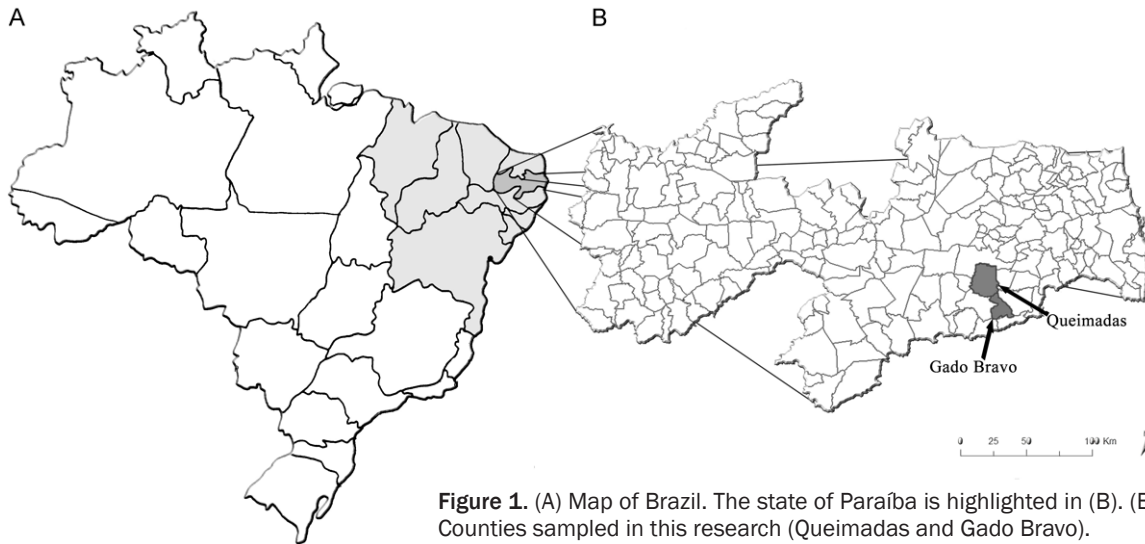 A
B
Queimadas
Gado Bravo
0 25 50 100 Km
Figure 1. (A) Map of Brazil. The state of Paraíba is highlighted in (B). (B
Counties sampled in this research (Queimadas and Gado Bravo).